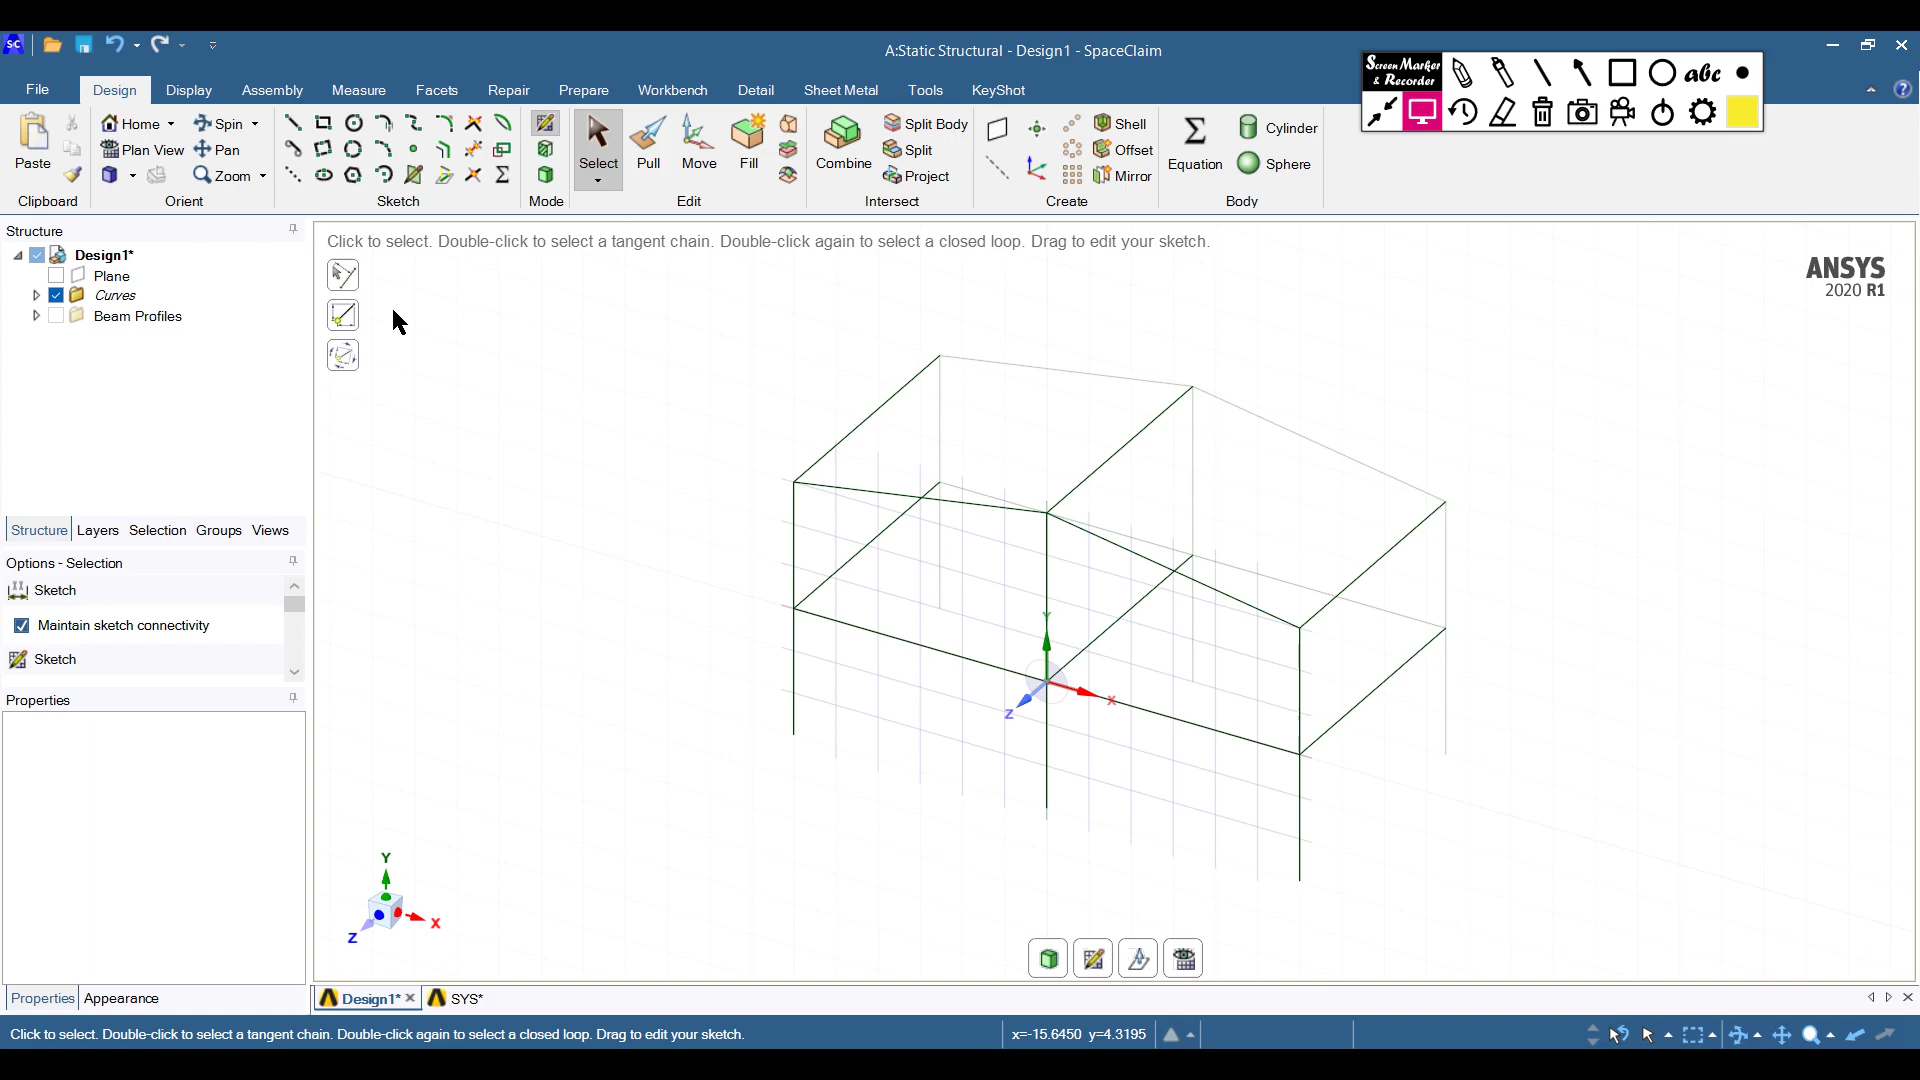 SC
A:Static Structural - Design1 - SpaceClaim
Screen Marker
& Recorder
abc
File
Design
Display
Assembly
Measure
Facets
Repair
Prepare
Workbench
Detail
Sheet Metal
Tools
KeyShot
Paste
Home
Spin
Plan View
Pan
Zoom
Select
Pull
Move
Fill
Combine
Split Body
Split
Project
Shell
Offset
Mirror
Equation
Cylinder
Sphere
Clipboard
Orient
Sketch
Mode
Edit
Intersect
Create
Body
Structure
Design1*
Plane
Curves
Beam Profiles
Structure Layers Selection Groups Views
Options - Selection
Sketch
Maintain sketch connectivity
Sketch
Properties
Properties Appearance
Click to select. Double-click to select a tangent chain. Double-click again to select a closed loop. Drag to edit your sketch.
ANSYS
2020 R1
Y
X
Z
Y
X
Z
Design1*
SYS*
Click to select. Double-click to select a tangent chain. Double-click again to select a closed loop. Drag to edit your sketch.
x=-15.6450 y=4.3195